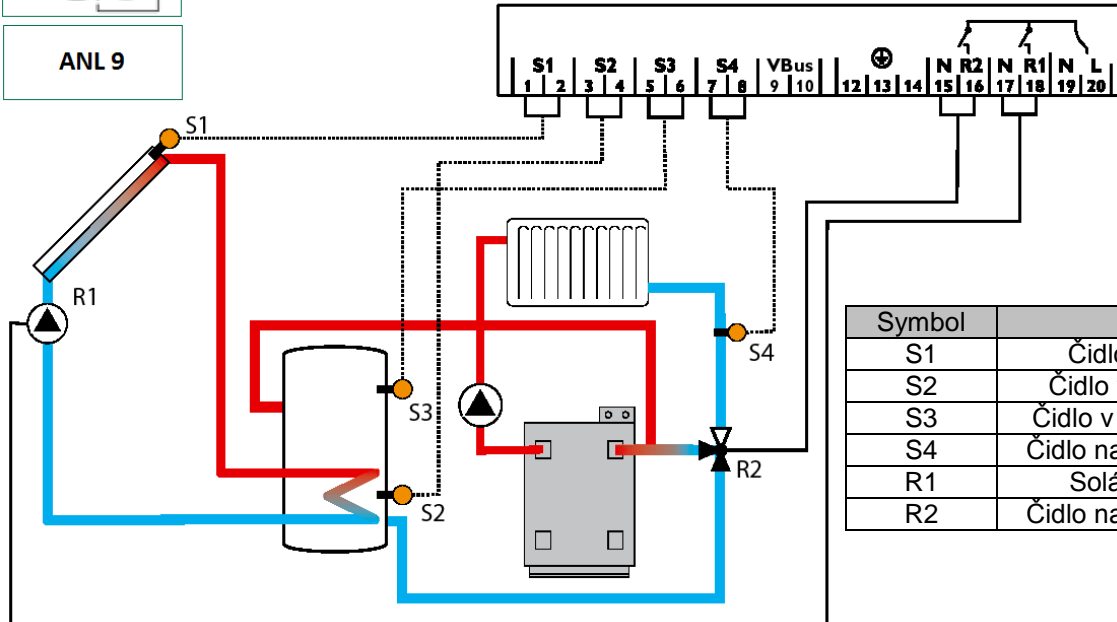 ANL 9
S1 S2 S3 S4 VBus N R2 N R1 N L
1 2 3 4 5 6 7 8 9 10 12 13 14 15 16 17 18 19 20
S1
R1
S4
S3
R2
S2
Symbol
S1 Čidlo
S2 Čidlo
S3 Čidlo v
S4 Čidlo na
R1 Solá
R2 Čidlo na